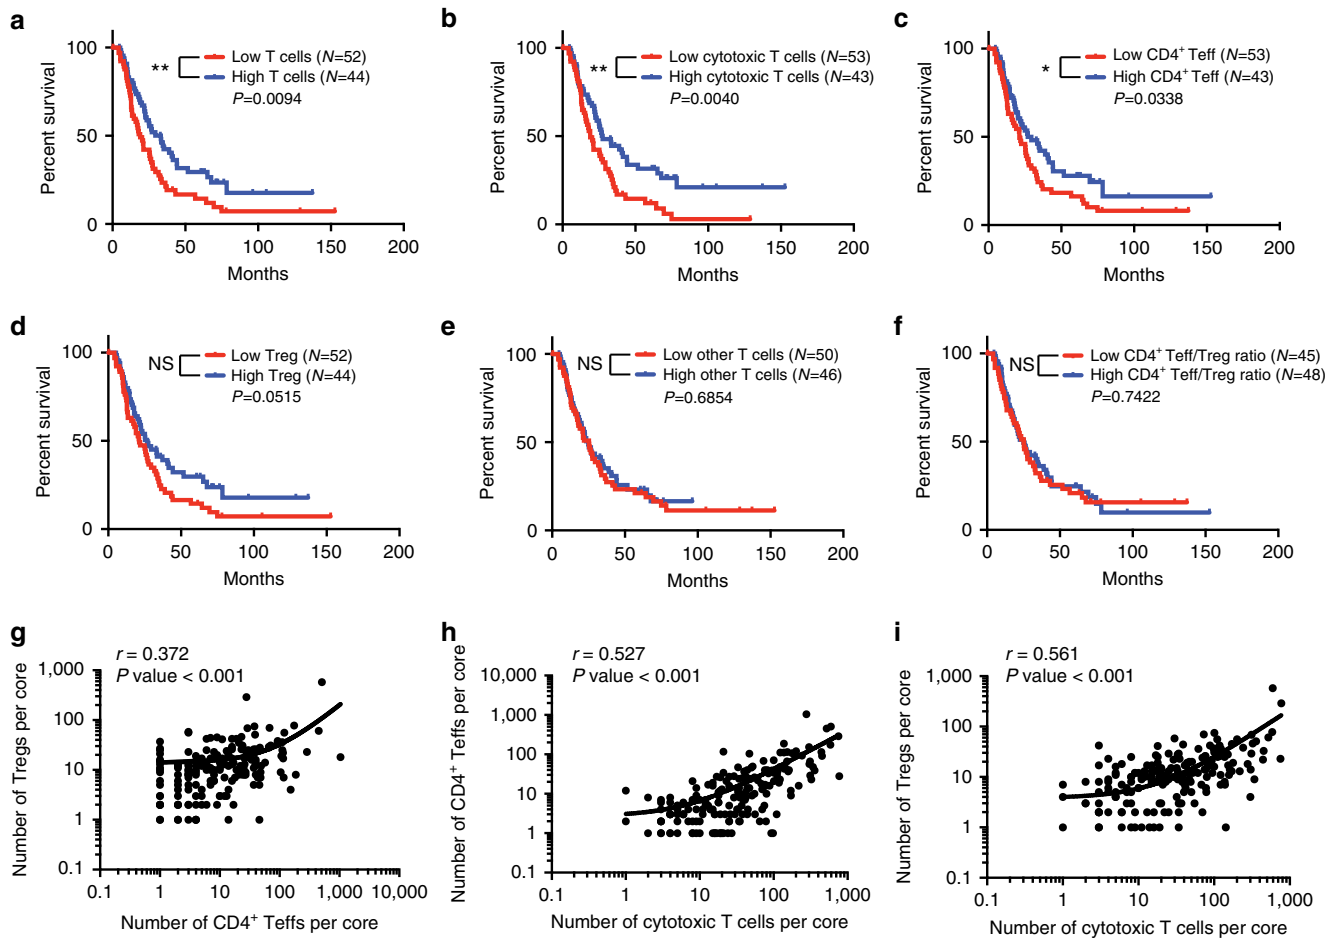 a
100
50
0
Percent survival
** Low T cells (N=52)
High T cells (N=44)
P=0.0094
0 50 100 150 200
Months
b
100
50
0
Percent survival
** Low cytotoxic T cells (N=53)
High cytotoxic T cells (N=43)
P=0.0040
0 50 100 150 200
Months
c
100
50
0
Percent survival
* Low CD4⁺ Teff (N=53)
High CD4⁺ Teff (N=43)
P=0.0338
0 50 100 150 200
Months
d
100
50
0
Percent survival
NS Low Treg (N=52)
High Treg (N=44)
P=0.0515
0 50 100 150 200
Months
e
100
50
0
Percent survival
NS Low other T cells (N=50)
High other T cells (N=46)
P=0.6854
0 50 100 150 200
Months
f
100
50
0
Percent survival
NS Low CD4⁺ Teff/Treg ratio (N=45)
High CD4⁺ Teff/Treg ratio (N=48)
P=0.7422
0 50 100 150 200
Months
g
r = 0.372
P value < 0.001
1,000
100
10
1
0.1
Number of Tregs per core
0.1 1 10 100 1,000 10,000
Number of CD4⁺ Teffs per core
h
r = 0.527
P value < 0.001
10,000
1,000
100
10
1
0.1
Number of CD4⁺ Teffs per core
0.1 1 10 100 1,000
Number of cytotoxic T cells per core
i
r = 0.561
P value < 0.001
1,000
100
10
1
0.1
Number of Tregs per core
0.1 1 10 100 1,000
Number of cytotoxic T cells per core